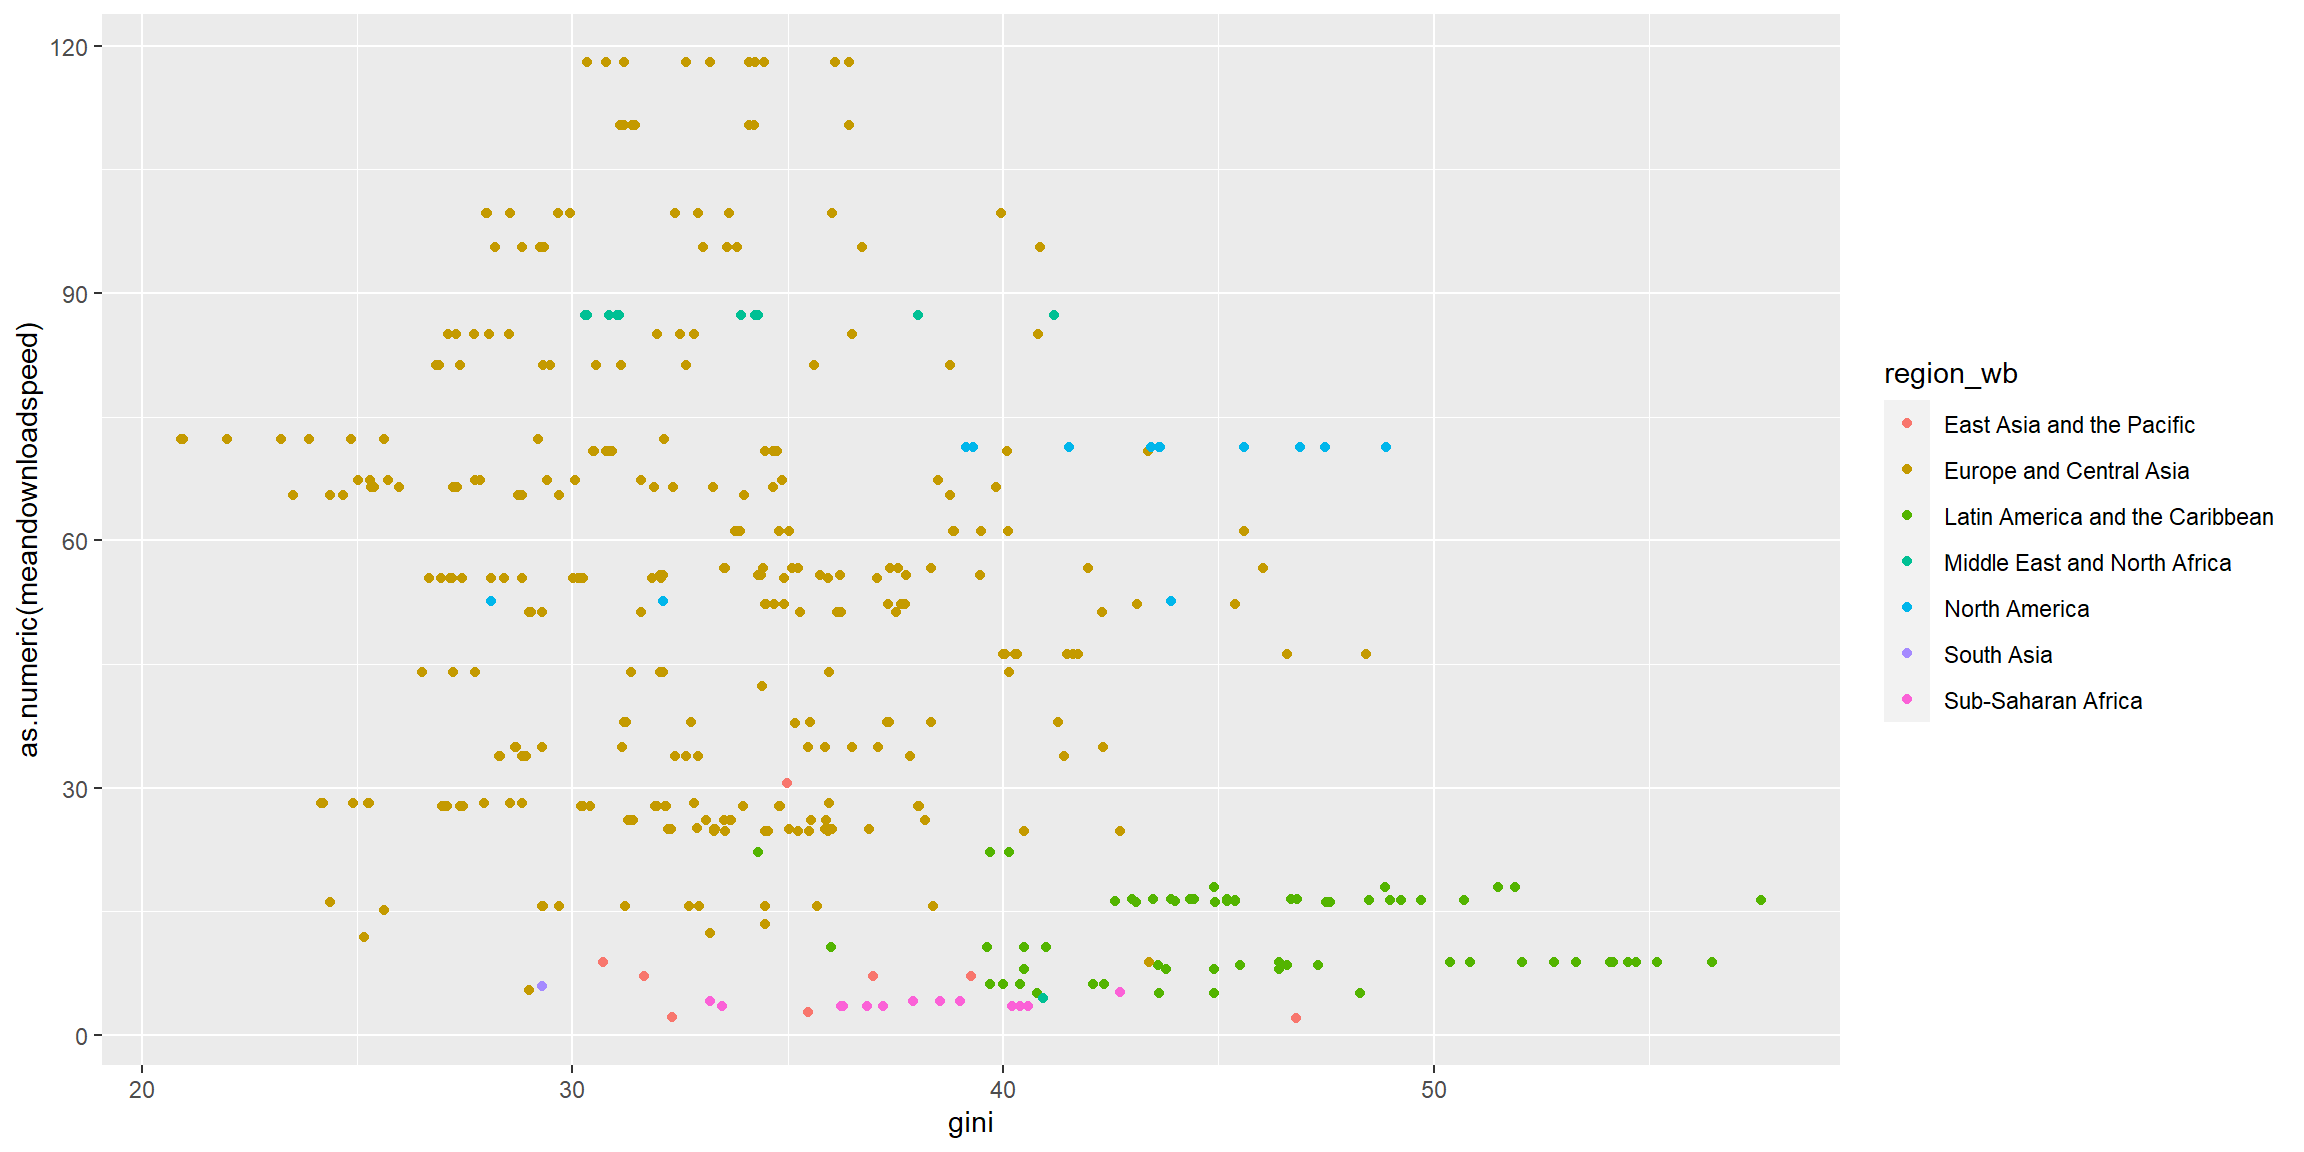 120
90
60
30
0
as.numeric(meandownloadspeed)
20 30 40 50
gini
region_wb
East Asia and the Pacific
Europe and Central Asia
Latin America and the Caribbean
Middle East and North Africa
North America
South Asia
Sub-Saharan Africa